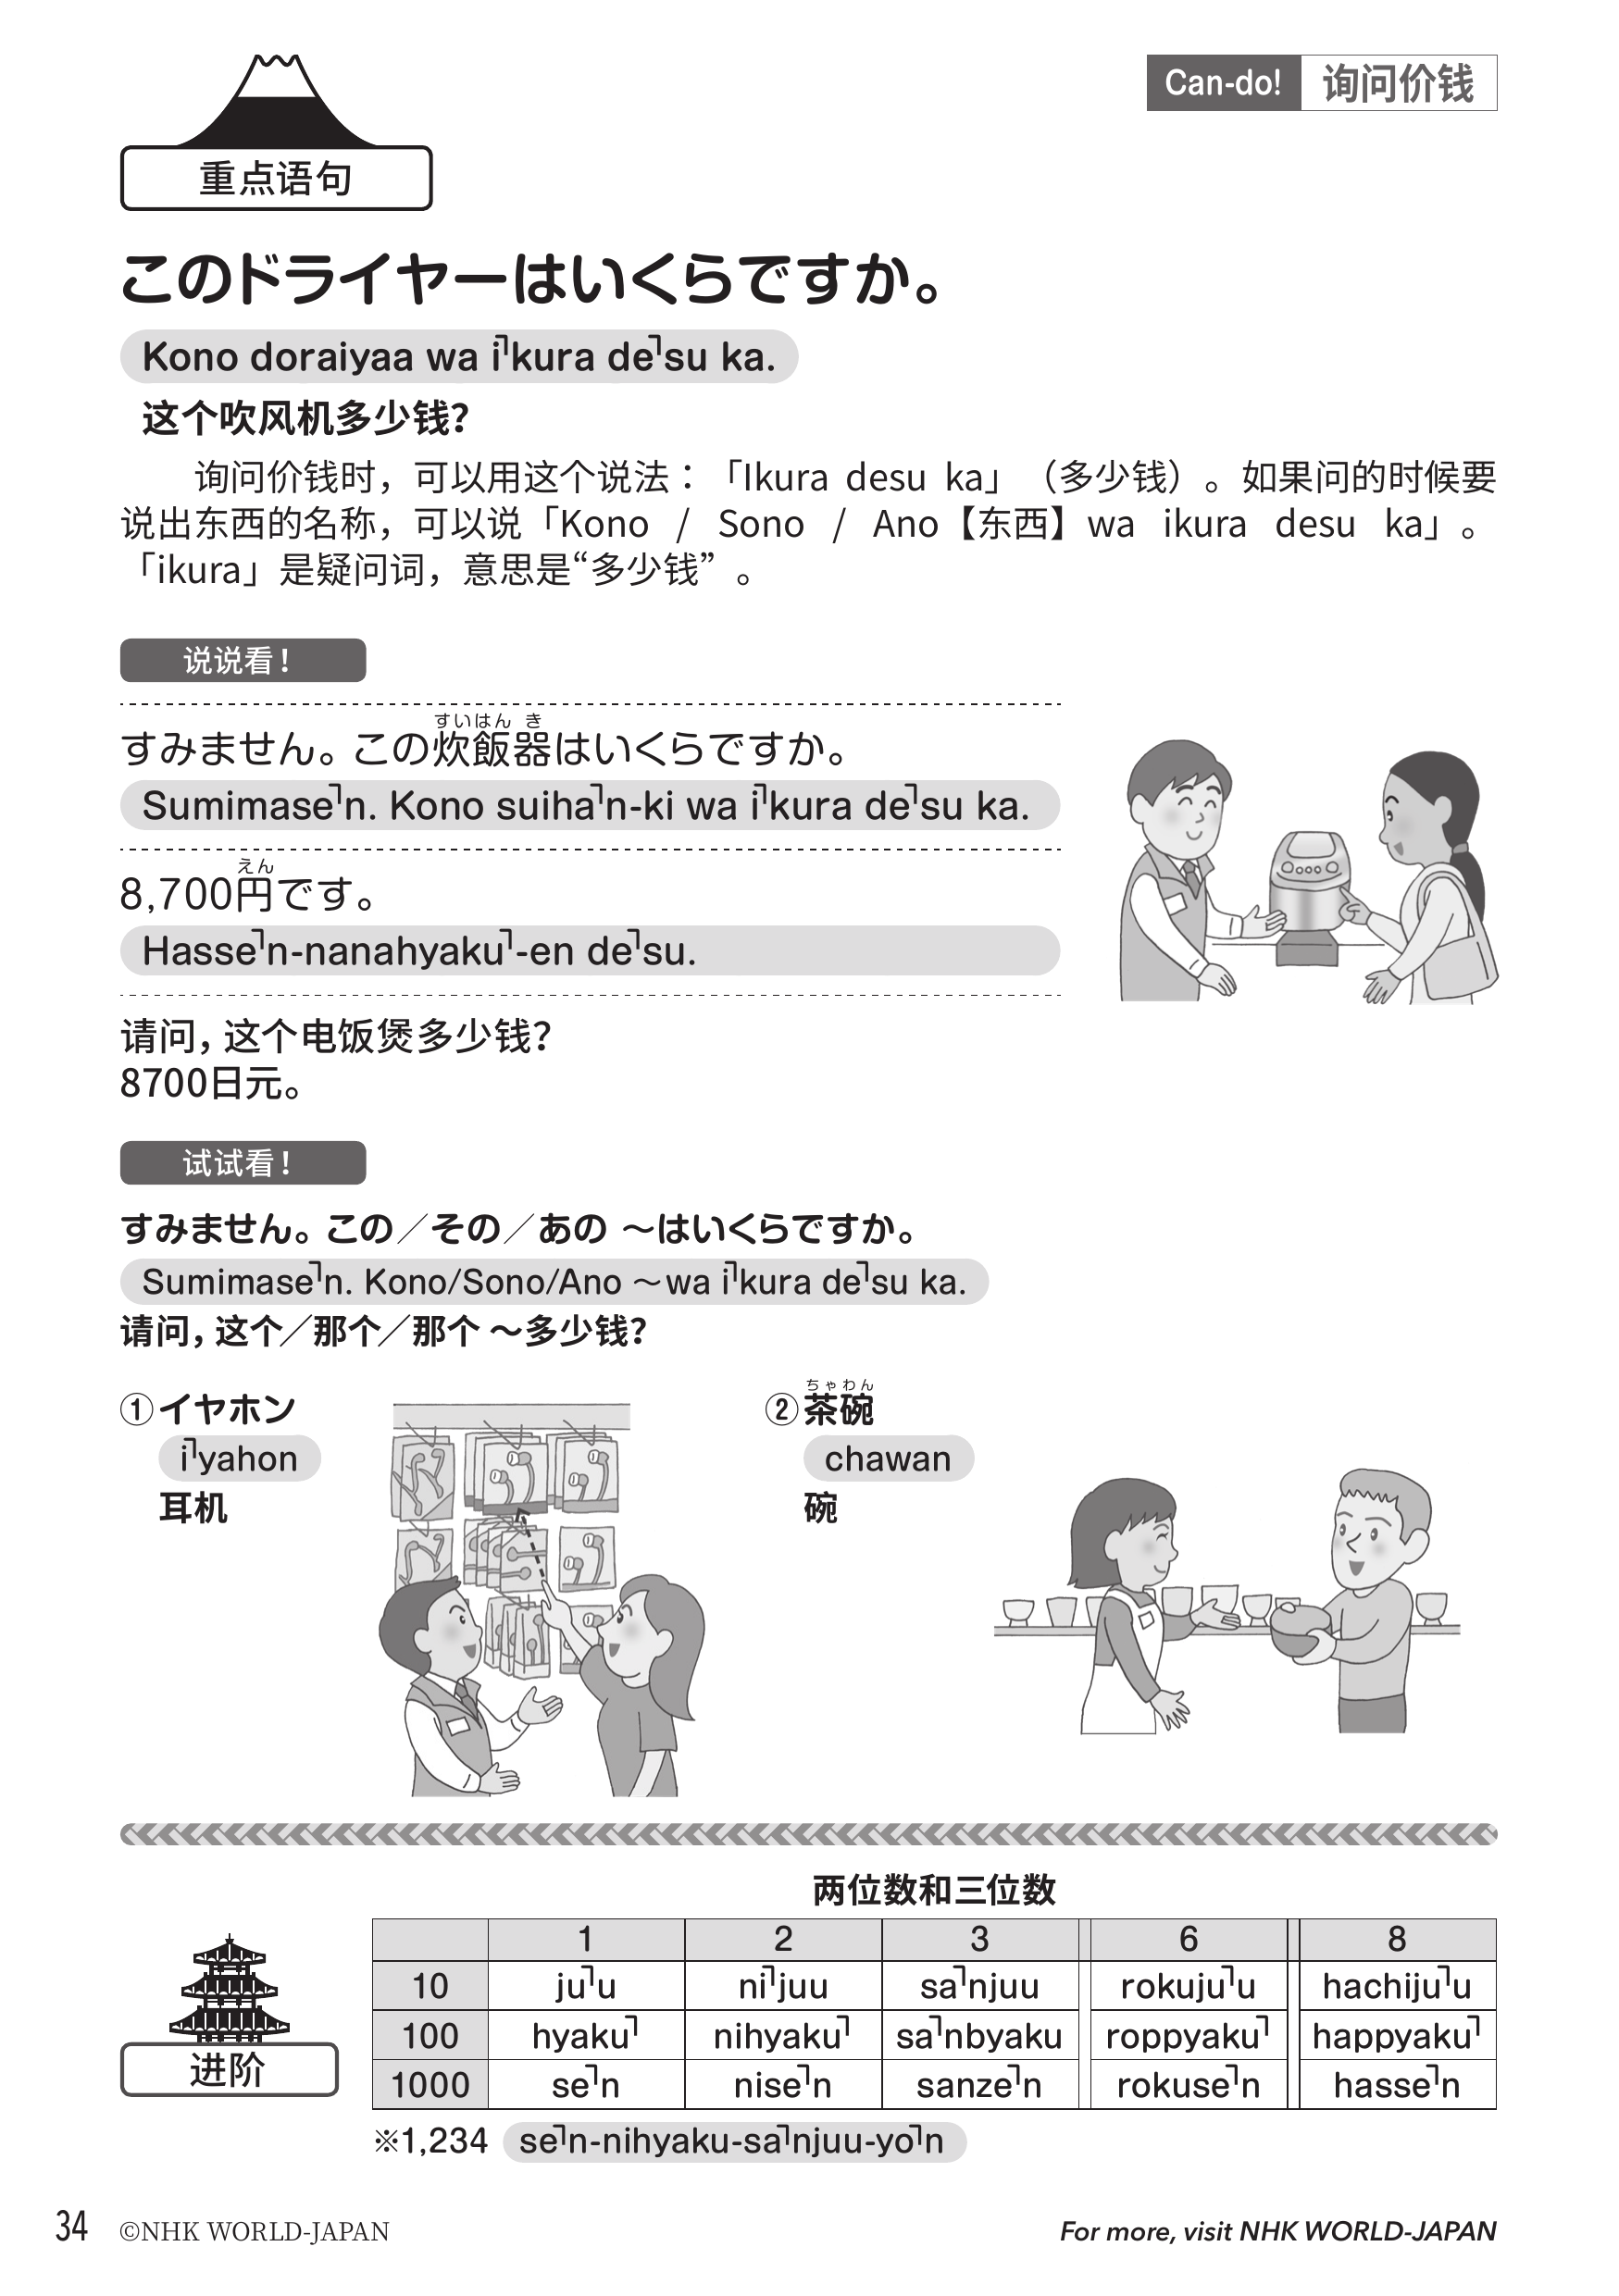 Can-do! 询问价钱
重点语句
このドライヤーはいくらですか。
Kono doraiyaa wa i˥kura de˥su ka.
这个吹风机多少钱？
询问价钱时，可以用这个说法：「Ikura desu ka」（多少钱）。如果问的时候要
说出东西的名称，可以说「Kono / Sono / Ano【东西】wa ikura desu ka」。
「ikura」是疑问词，意思是“多少钱”。
说说看！
すいはん き
すみません。この炊飯器はいくらですか。
Sumimase˥n. Kono suiha˥n-ki wa i˥kura de˥su ka.
えん
8,700円です。
Hasse˥n-nanahyaku˥-en de˥su.
请问，这个电饭煲多少钱？
8700日元。
试试看！
すみません。この／その／あの ～はいくらですか。
Sumimase˥n. Kono/Sono/Ano ～wa i˥kura de˥su ka.
请问，这个／那个／那个 ～多少钱？
①イヤホン
i˥yahon
耳机
ちゃわん
②茶碗
chawan
碗
进阶
两位数和三位数
1 2 3 6 8
10 ju˥u ni˥juu sa˥njuu rokuju˥u hachiju˥u
100 hyaku˥ nihyaku˥ sa˥nbyaku roppyaku˥ happyaku˥
1000 se˥n nise˥n sanze˥n rokuse˥n hasse˥n
※1,234 se˥n-nihyaku-sa˥njuu-yo˥n
34 ©NHK WORLD-JAPAN
For more, visit NHK WORLD-JAPAN